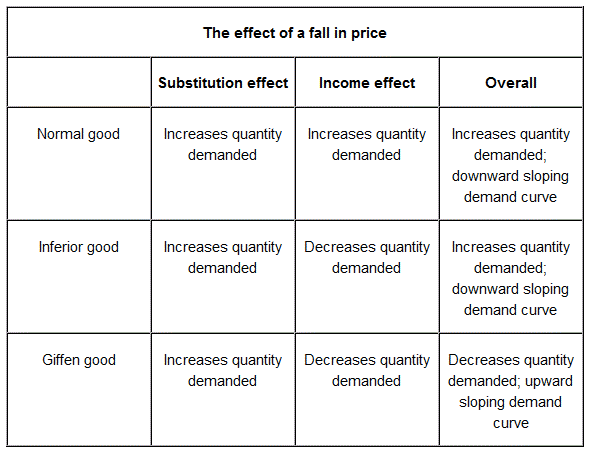 The effect of a fall in price
Substitution effect
Income effect
Overall
Normal good
Increases quantity
demanded
Increases quantity
demanded
Increases quantity
demanded;
downward sloping
demand curve
Inferior good
Increases quantity
demanded
Decreases quantity
demanded
Increases quantity
demanded;
downward sloping
demand curve
Giffen good
Increases quantity
demanded
Decreases quantity
demanded
Decreases quantity
demanded; upward
sloping demand
curve